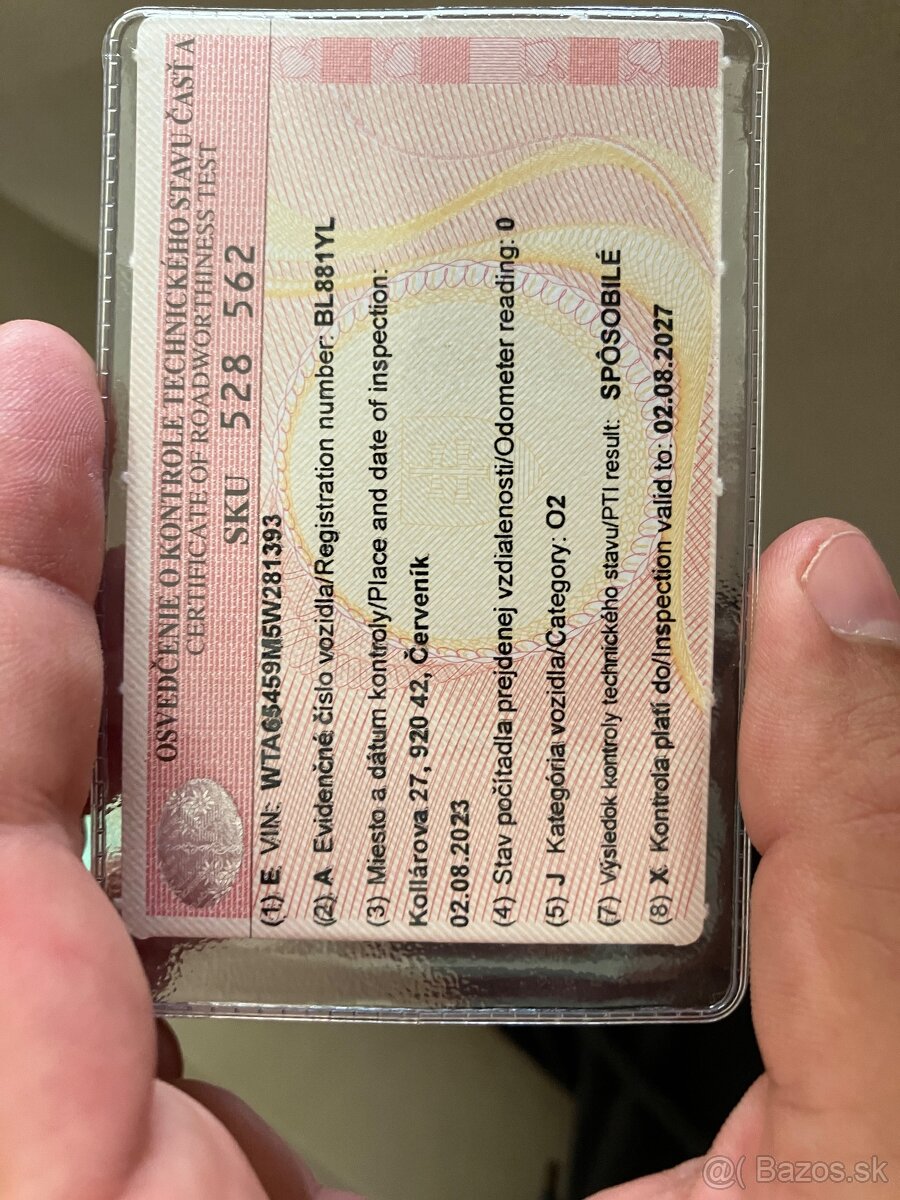 OSVEDČENIE O KONTROLE TECHNICKÉHO STAVU ČASŤ A
CERTIFICATE OF ROADWORTHINESS TEST
SKU 528 562
(1) E VIN: WTA65459M5W281393
(2) A Evidenčné číslo vozidla/Registration number: BL881YL
(3) Miesto a dátum kontroly/Place and date of inspection:
Kollárova 27, 920 42, Červeník
02.08.2023
(4) Stav počítadla prejdenej vzdialenosti/Odometer reading: 0
(5) J Kategória vozidla/Category: O2
(7) Výsledok kontroly technického stavu/PTI result: SPÔSOBILÉ
(8) X Kontrola platí do/Inspection valid to: 02.08.2027
@( Bazos.sk